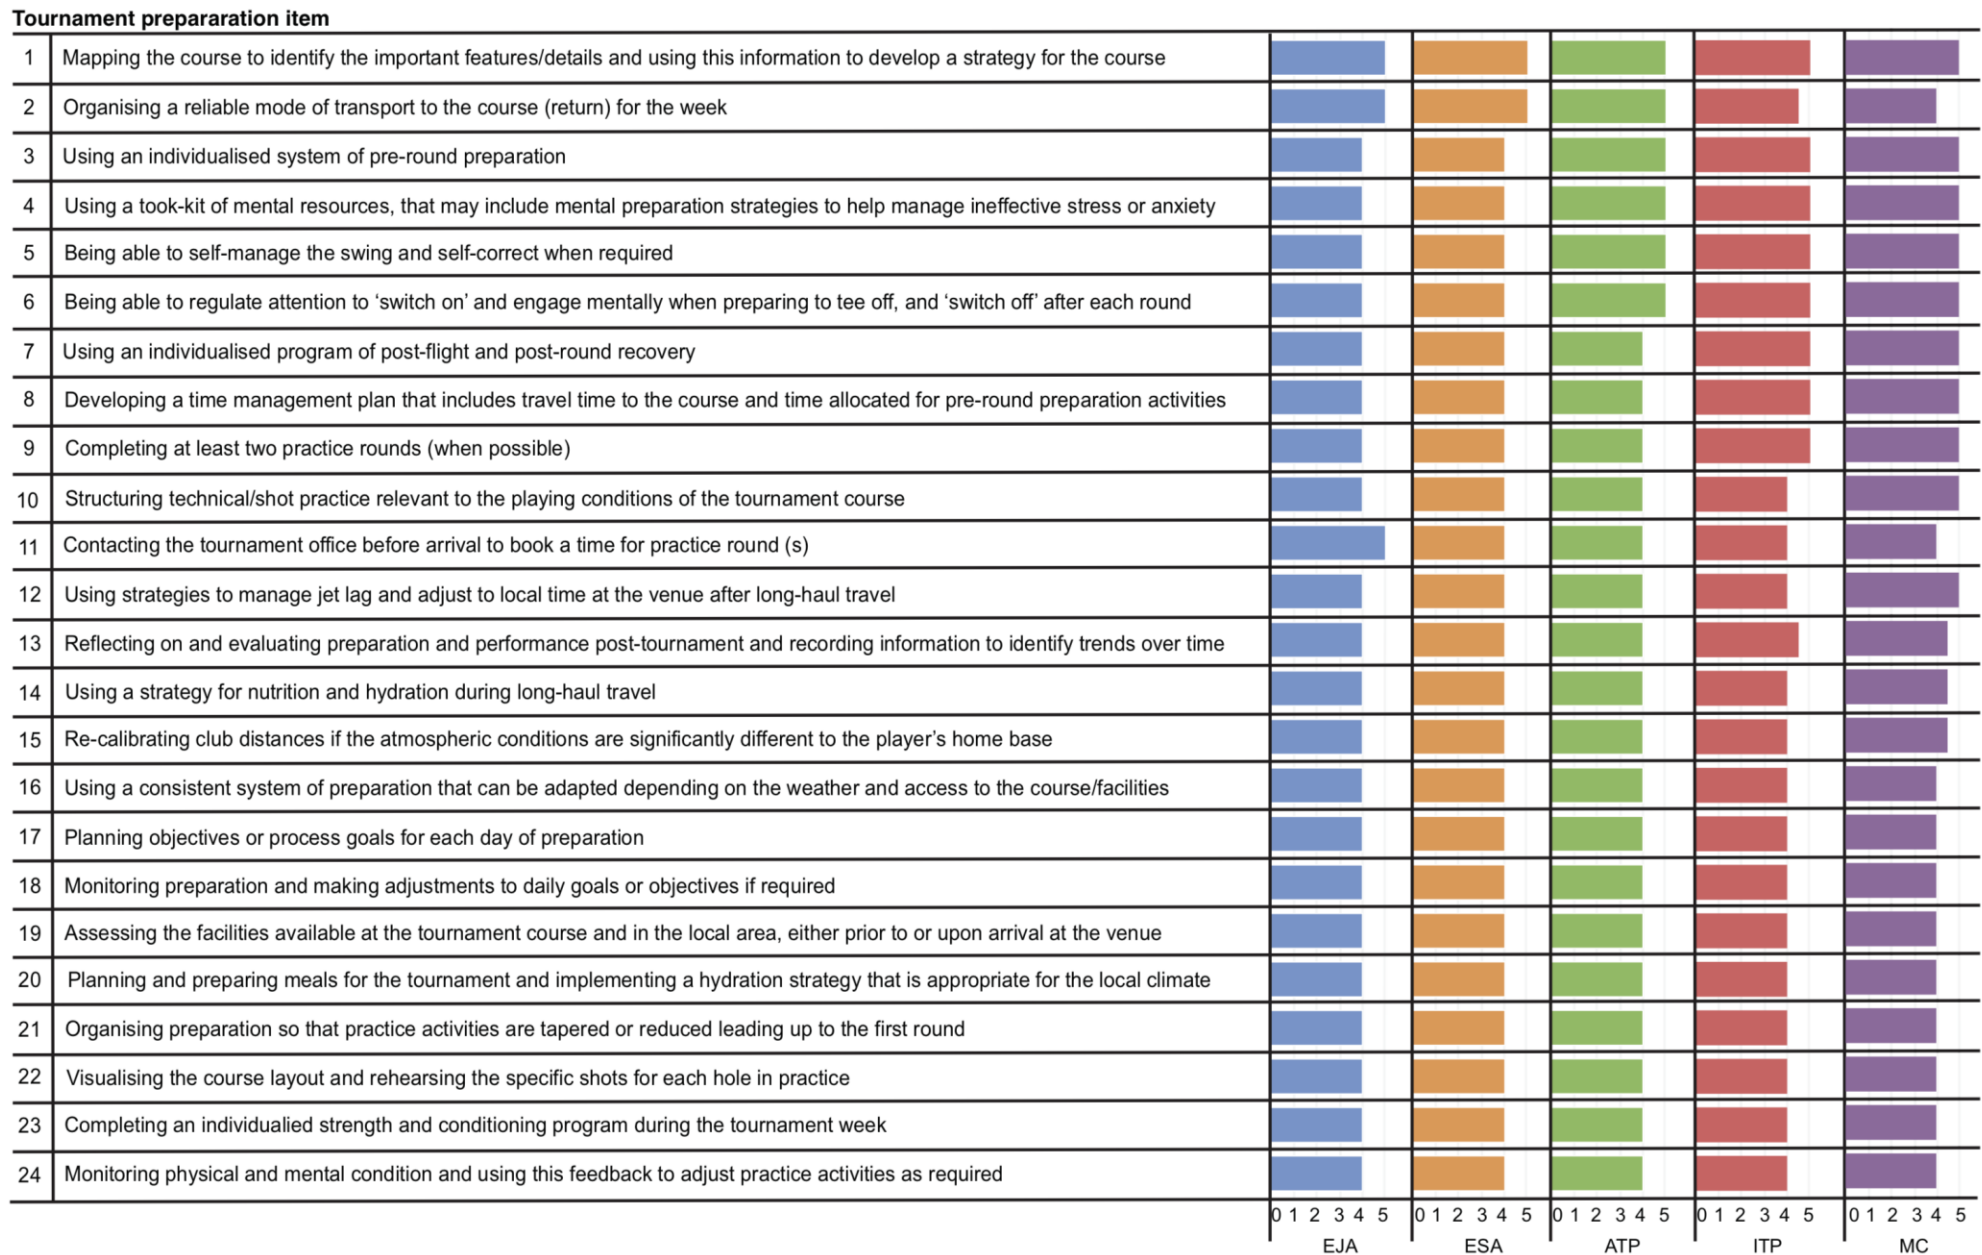 Tournament prepararation item
1 Mapping the course to identify the important features/details and using this information to develop a strategy for the course
2 Organising a reliable mode of transport to the course (return) for the week
3 Using an individualised system of pre-round preparation
4 Using a took-kit of mental resources, that may include mental preparation strategies to help manage ineffective stress or anxiety
5 Being able to self-manage the swing and self-correct when required
6 Being able to regulate attention to ‘switch on’ and engage mentally when preparing to tee off, and ‘switch off’ after each round
7 Using an individualised program of post-flight and post-round recovery
8 Developing a time management plan that includes travel time to the course and time allocated for pre-round preparation activities
9 Completing at least two practice rounds (when possible)
10 Structuring technical/shot practice relevant to the playing conditions of the tournament course
11 Contacting the tournament office before arrival to book a time for practice round (s)
12 Using strategies to manage jet lag and adjust to local time at the venue after long-haul travel
13 Reflecting on and evaluating preparation and performance post-tournament and recording information to identify trends over time
14 Using a strategy for nutrition and hydration during long-haul travel
15 Re-calibrating club distances if the atmospheric conditions are significantly different to the player’s home base
16 Using a consistent system of preparation that can be adapted depending on the weather and access to the course/facilities
17 Planning objectives or process goals for each day of preparation
18 Monitoring preparation and making adjustments to daily goals or objectives if required
19 Assessing the facilities available at the tournament course and in the local area, either prior to or upon arrival at the venue
20 Planning and preparing meals for the tournament and implementing a hydration strategy that is appropriate for the local climate
21 Organising preparation so that practice activities are tapered or reduced leading up to the first round
22 Visualising the course layout and rehearsing the specific shots for each hole in practice
23 Completing an individualied strength and conditioning program during the tournament week
24 Monitoring physical and mental condition and using this feedback to adjust practice activities as required
0 1 2 3 4 5 0 1 2 3 4 5 0 1 2 3 4 5 0 1 2 3 4 5 0 1 2 3 4 5
EJA ESA ATP ITP MC